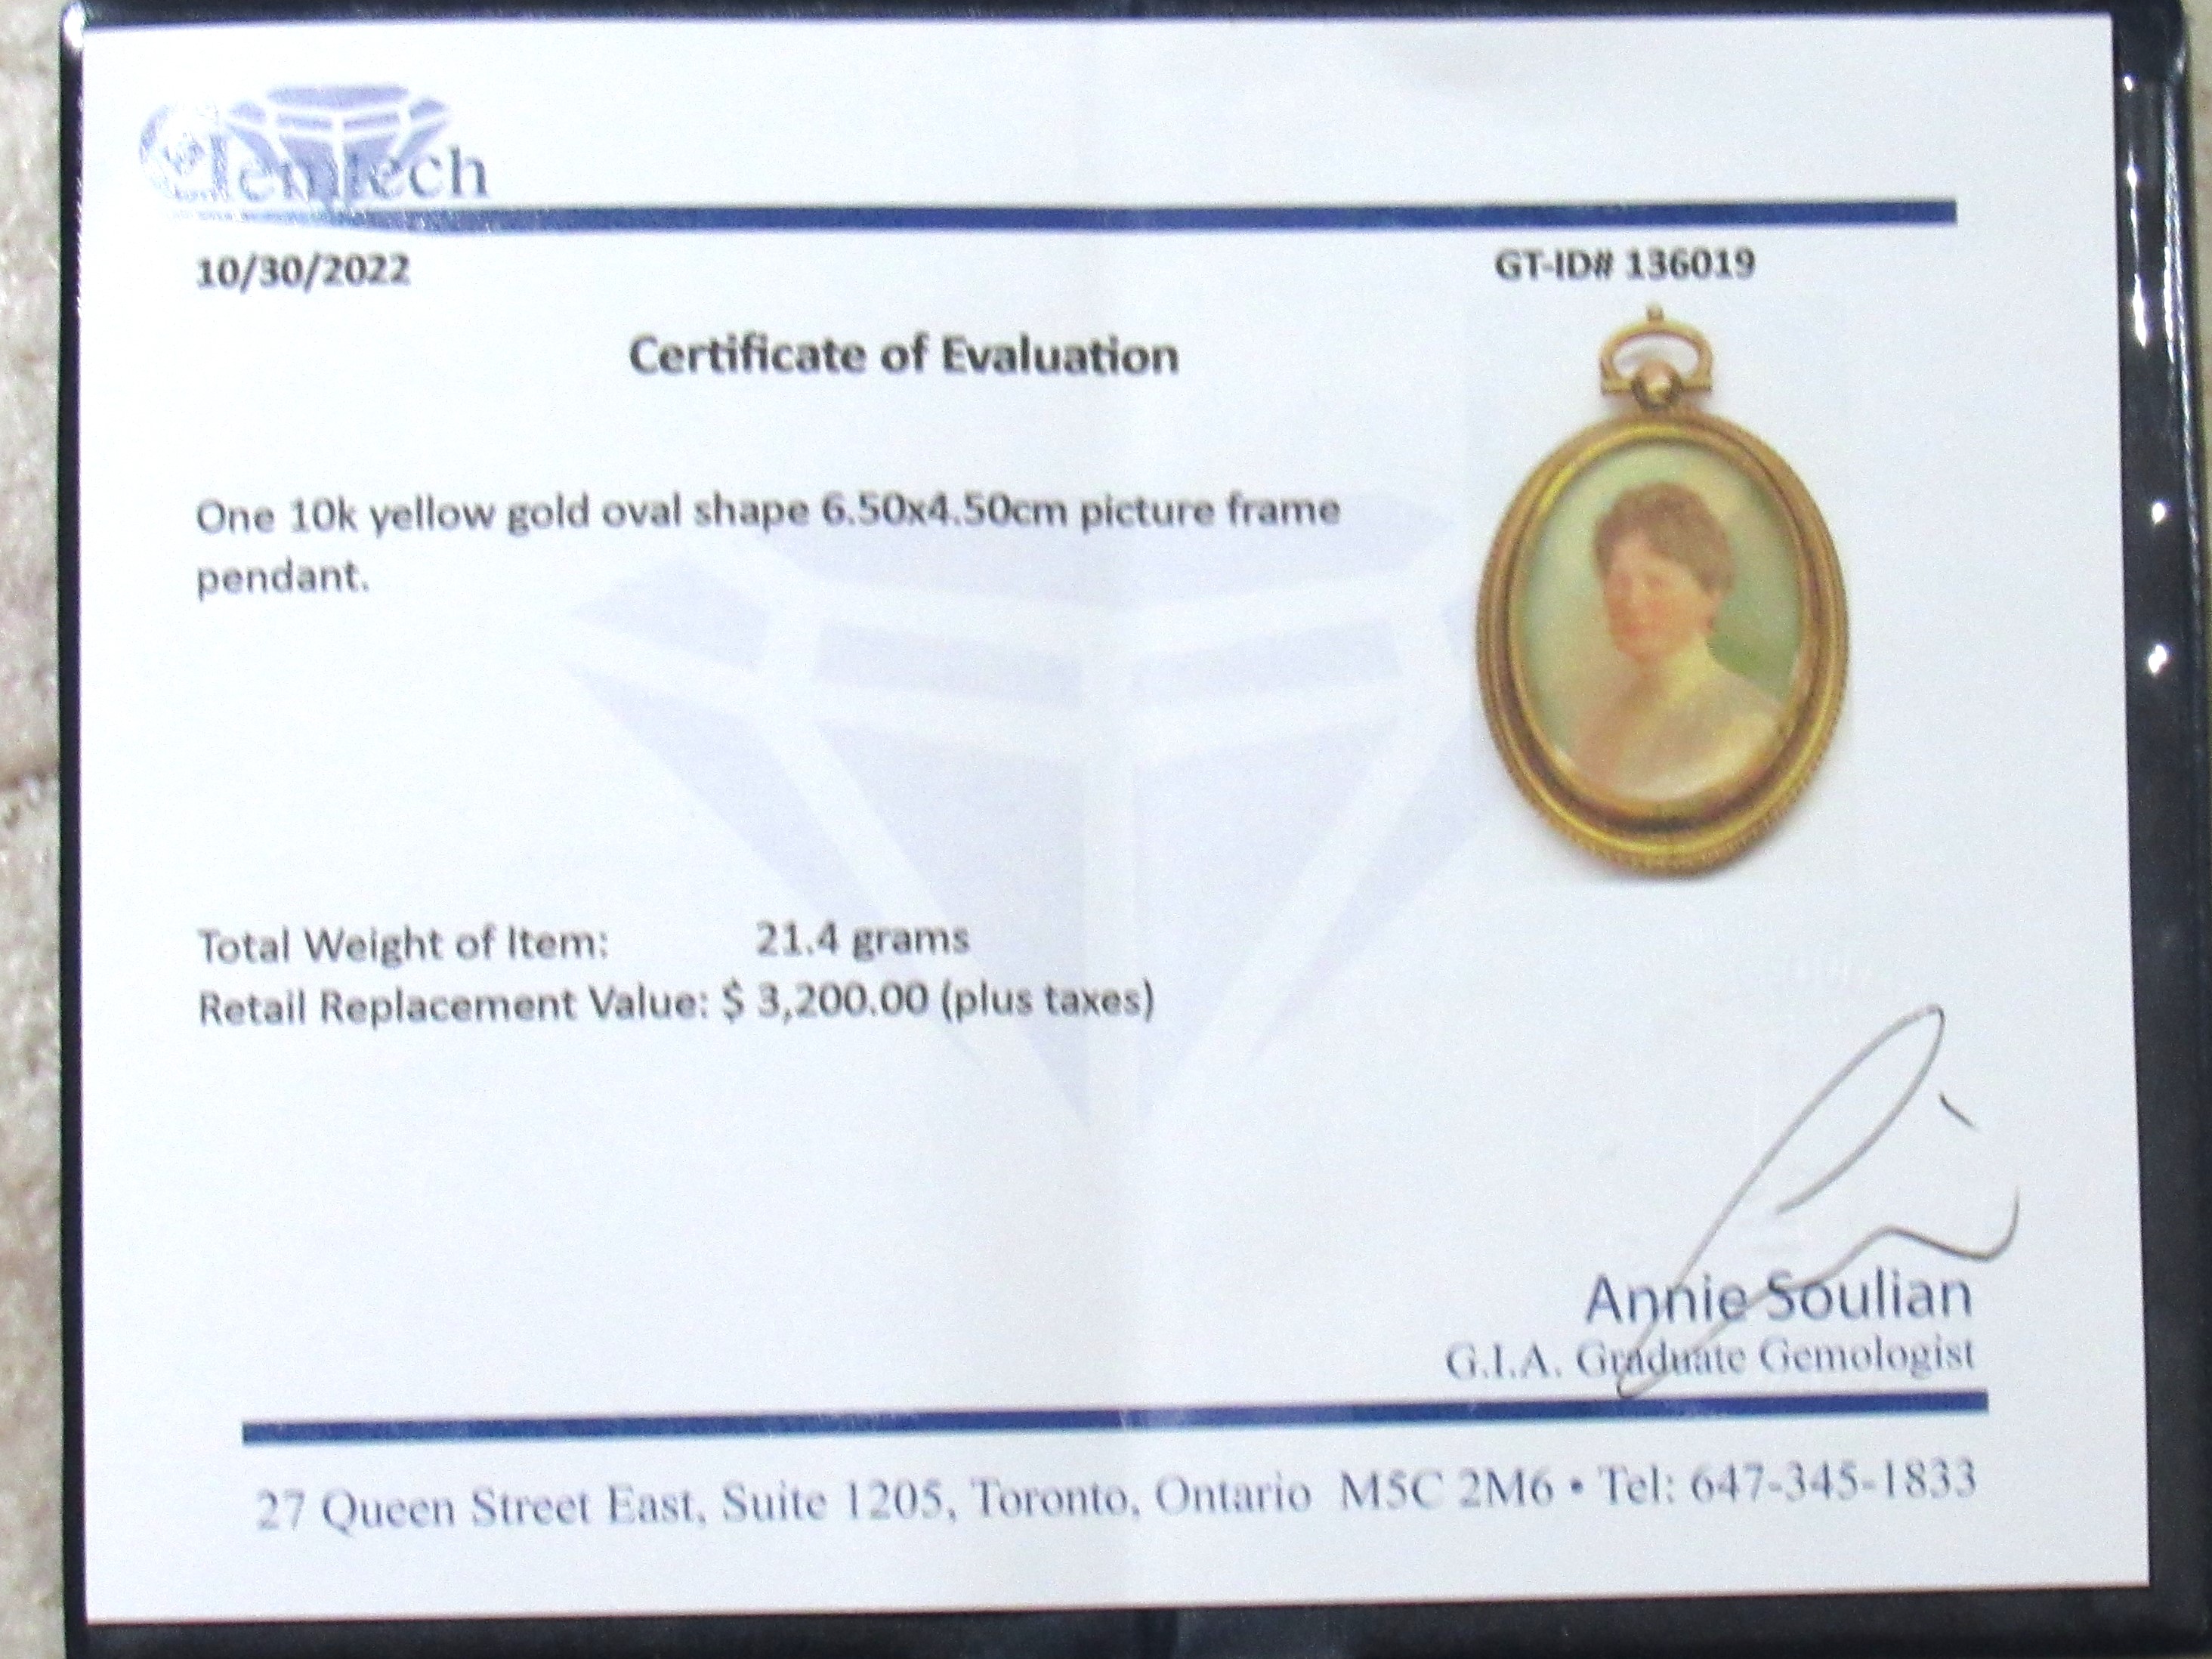 Gemtech
10/30/2022
GT-ID# 136019
Certificate of Evaluation
One 10k yellow gold oval shape 6.50x4.50cm picture frame
pendant.
Total Weight of Item: 21.4 grams
Retail Replacement Value: $ 3,200.00 (plus taxes)
Annie Soulian
G.I.A. Graduate Gemologist
27 Queen Street East, Suite 1205, Toronto, Ontario M5C 2M6 • Tel: 647-345-1833